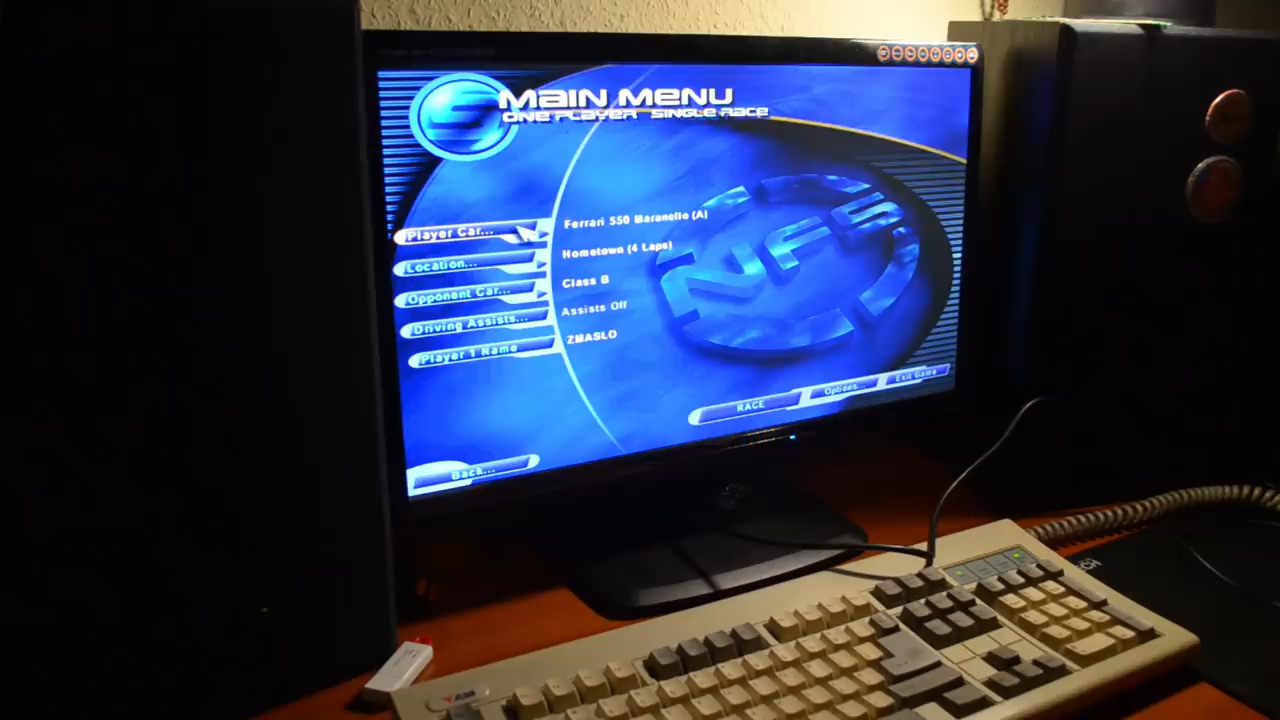 MAIN MENU
ONE PLAYER SINGLE RACE
Player Car... Ferrari 550 Maranello (A)
Location... Hometown (4 Laps)
Opponent Car... Class B
Driving Assists... Assists Off
Player 1 Name ZMASLO
NFS
RACE Options... Exit Game
Back...